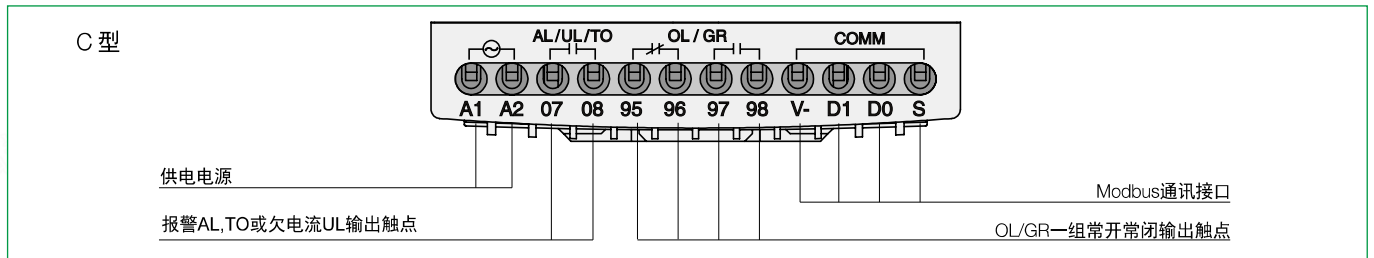 C型
AL/UL/TO OL / GR COMM
A1 A2 07 08 95 96 97 98 V- D1 D0 S
供电电源
Modbus通讯接口
报警AL,TO或欠电流UL输出触点
OL/GR一组常开常闭输出触点